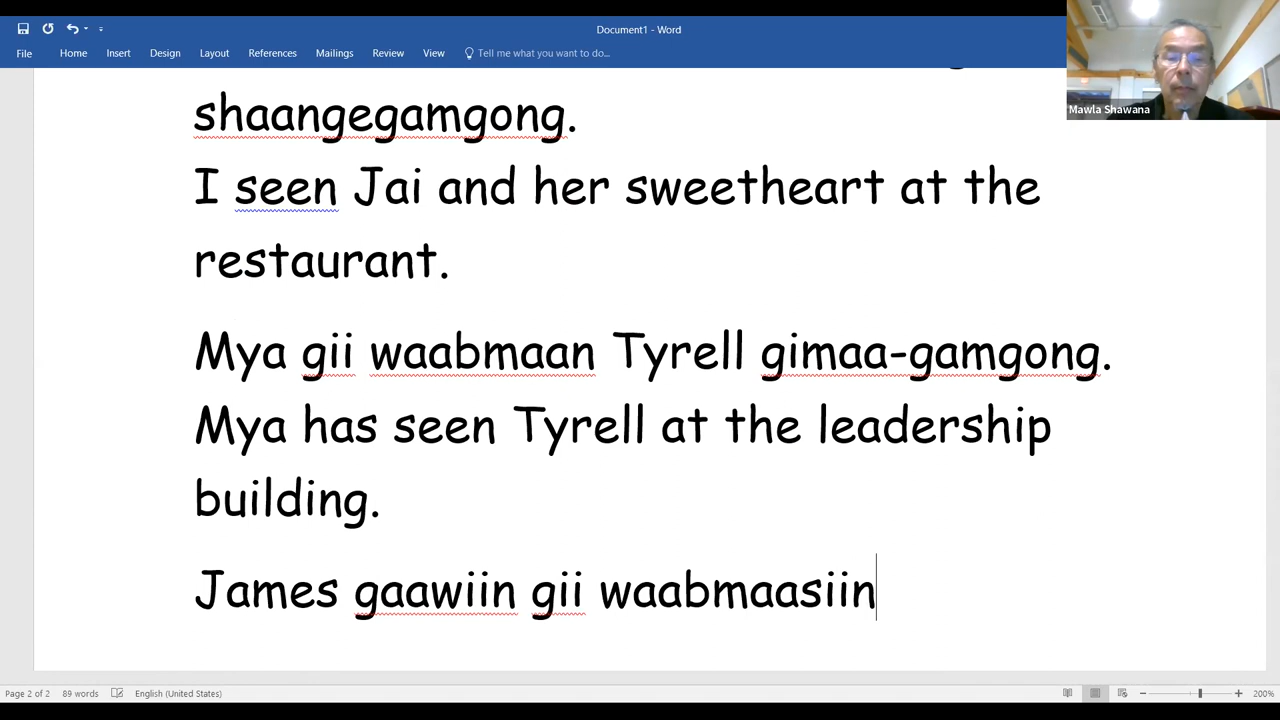 Document1 - Word
File Home Insert Design Layout References Mailings Review View Tell me what you want to do...
Mawla Shawana
shaangegamgong.
I seen Jai and her sweetheart at the
restaurant.
Mya gii waabmaan Tyrell gimaa-gamgong.
Mya has seen Tyrell at the leadership
building.
James gaawiin gii waabmaasiin
Page 2 of 2 89 words English (United States) 200%